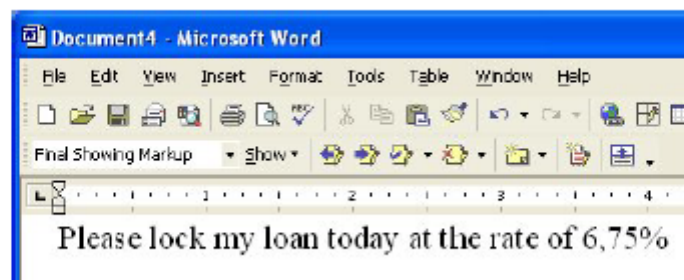 Document4 - Microsoft Word
File Edit View Insert Format Tools Table Window Help
Final Showing Markup Show
1 2 3 4
Please lock my loan today at the rate of 6,75%